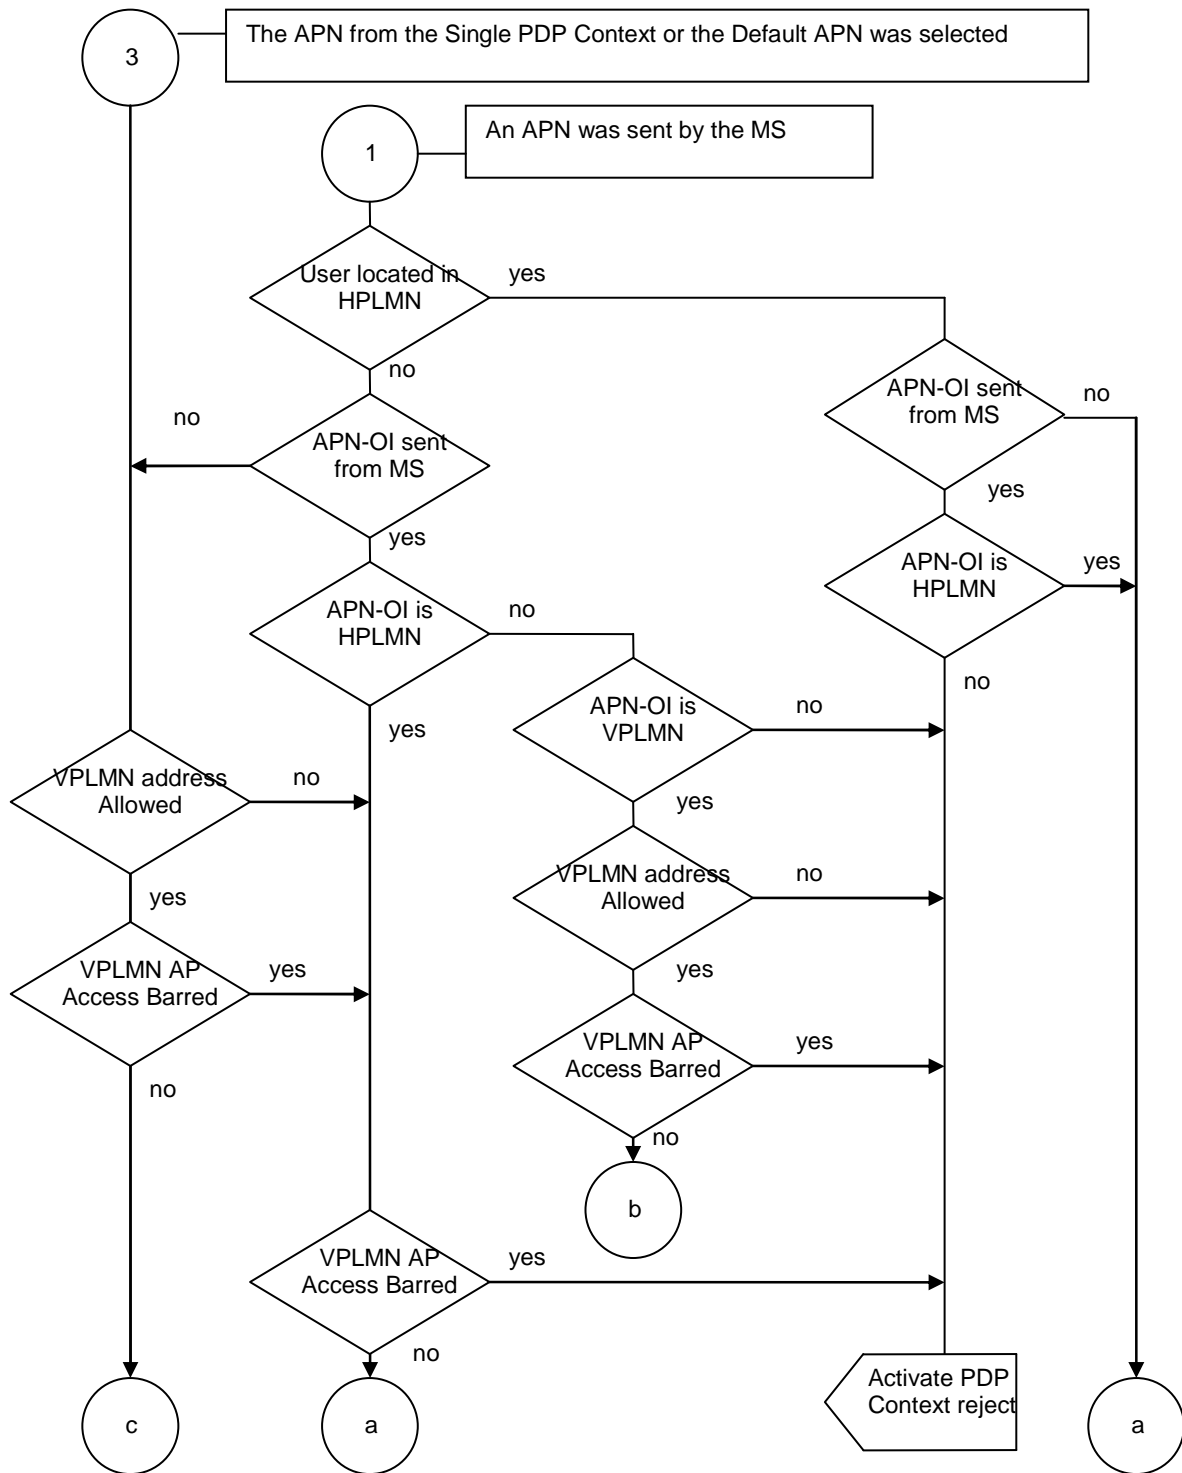 3
The APN from the Single PDP Context or the Default APN was selected
1
An APN was sent by the MS
User located in
HPLMN
yes
no
APN-OI sent
from MS
no
no
APN-OI sent
from MS
yes
yes
APN-OI is
HPLMN
yes
APN-OI is
HPLMN
no
no
yes
APN-OI is
VPLMN
no
VPLMN address
Allowed
no
yes
VPLMN address
Allowed
no
yes
yes
VPLMN AP
Access Barred
yes
VPLMN AP
Access Barred
yes
no
no
b
VPLMN AP
Access Barred
yes
no
Activate PDP
Context reject
c
a
a